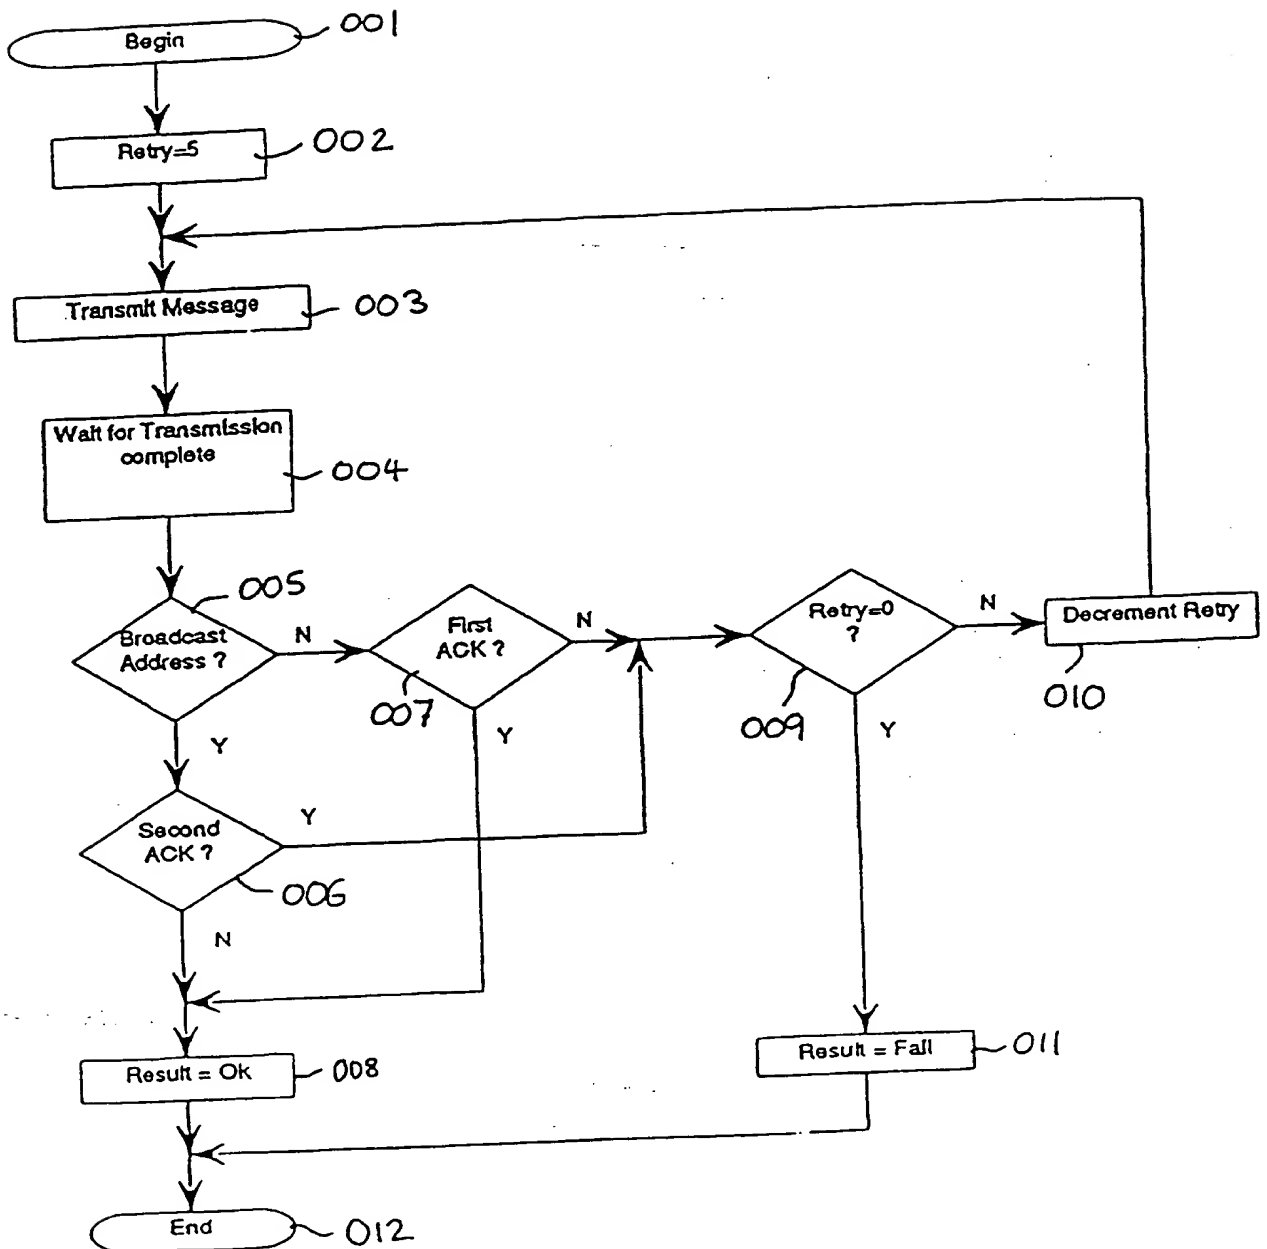 Begin
001
Retry=5
002
Transmit Message
003
Wait for Transmission
complete
004
005
Broadcast
Address ?
N
First
ACK ?
N
007
Retry=0
?
N
009
Decrement Retry
010
Y
Y
Y
Second
ACK ?
Y
006
N
Result = Ok
008
Result = Fail
011
End
012